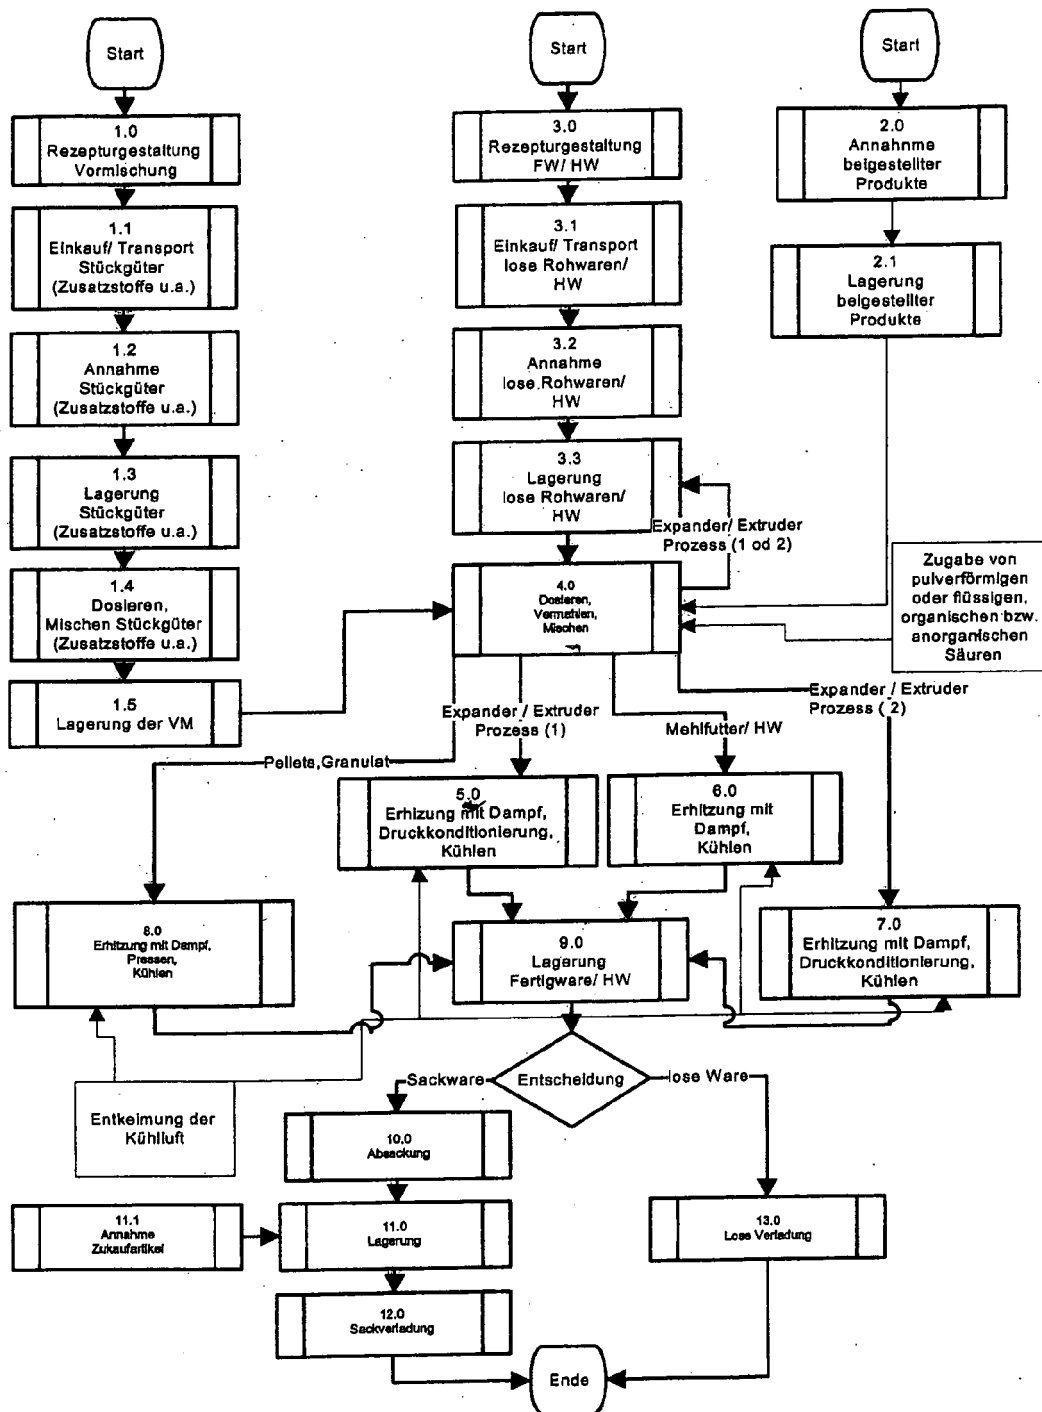 Start
1.0
Rezepturgestaltung
Vormischung
1.1
Einkauf/ Transport
Stückgüter
(Zusatzstoffe u.a.)
1.2
Annahme
Stückgüter
(Zusatzstoffe u.a.)
1.3
Lagerung
Stückgüter
(Zusatzstoffe u.a.)
1.4
Dosieren,
Mischen Stückgüter
(Zusatzstoffe u.a.)
1.5
Lagerung der VM
Start
3.0
Rezepturgestaltung
FW/ HW
3.1
Einkauf/ Transport
lose Rohwaren/
HW
3.2
Annahme
lose Rohwaren/
HW
3.3
Lagerung
lose Rohwaren/
HW
Start
2.0
Annahnme
beigestellter
Produkte
2.1
Lagerung
beigestellter
Produkte
Expander/ Extruder
Prozess (1 od 2)
Zugabe von
pulverförmigen
oder flüssigen,
organischen bzw.
anorganischen
Säuren
4.0
Dosieren,
Vermahlen,
Mischen
Pellets,Granulat
Expander / Extruder
Prozess (1)
Mehlfutter/ HW
Expander / Extruder
Prozess ( 2)
5.0
Erhizung mit Dampf,
Druckkonditionierung,
Kühlen
6.0
Erhitzung mit
Dampf,
Kühlen
8.0
Erhitzung mit Dampf,
Pressen,
Kühlen
9.0
Lagerung
Fertigware/ HW
7.0
Erhitzung mit Dampf,
Druckkonditionierung,
Kühlen
Entkeimung der
Kühlluft
Sackware
Entscheidung
lose Ware
10.0
Absackung
11.1
Annahme
Zukaufartikel
11.0
Lagerung
13.0
Lose Verladung
12.0
Sackverladung
Ende